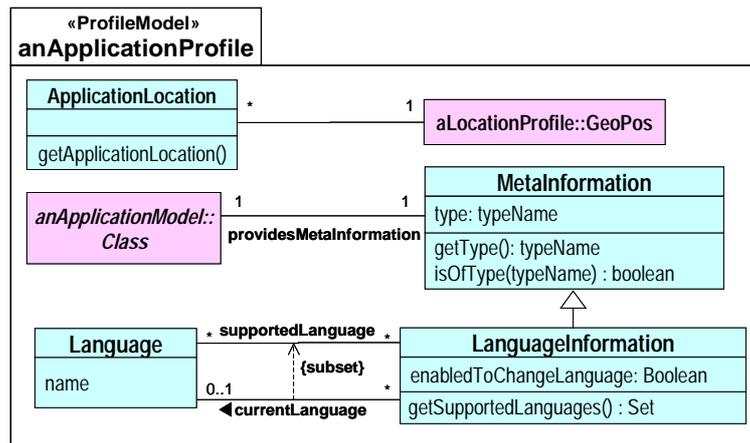 «ProfileModel»
anApplicationProfile
ApplicationLocation
*
1
aLocationProfile::GeoPos
getApplicationLocation()
MetaInformation
anApplicationModel::
Class
1
1
providesMetaInformation
type: typeName
getType(): typeName
isOfType(typeName) : boolean
Language
name
* supportedLanguage *
{subset}
0..1
*
◀currentLanguage
LanguageInformation
enabledToChangeLanguage: Boolean
getSupportedLanguages() : Set